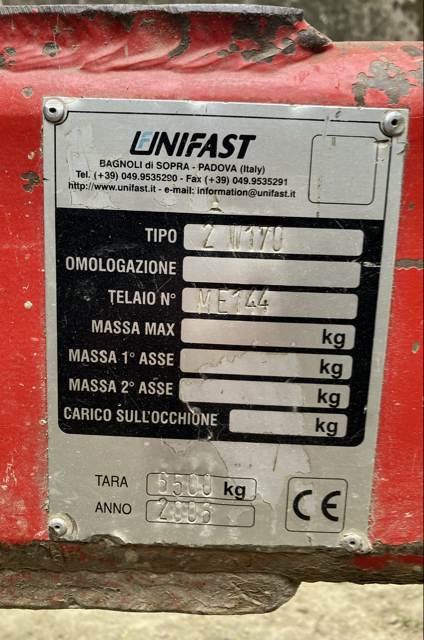 UNIFAST
BAGNOLI di SOPRA - PADOVA (Italy)
Tel. (+39) 049.9535290 - Fax (+39) 049.9535291
http://www.unifast.it - e-mail: information@unifast.it
TIPO 2 W170
OMOLOGAZIONE
TELAIO N° ME144
MASSA MAX kg
MASSA 1° ASSE kg
MASSA 2° ASSE kg
CARICO SULL'OCCHIONE kg
TARA 6500 kg
ANNO 2006
CE